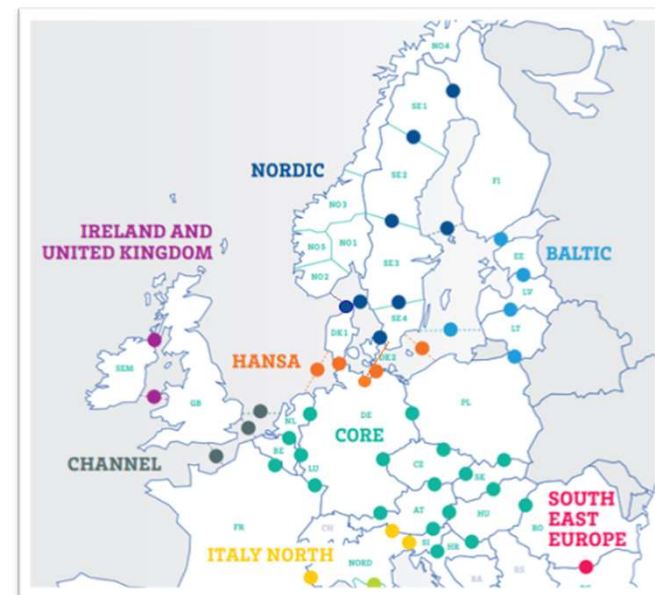 NO4
SE1
NORDIC
SE2
FI
NO3
IRELAND AND
UNITED KINGDOM
NO5
NO1
SE3
EE
BALTIC
NO2
LV
SE4
LT
DK1
HANSA
DK2
SEM
GB
NL
DE
PL
CORE
BE
CHANNEL
LU
CZ
SK
SOUTH
EAST
EUROPE
FR
CH
AT
HU
RO
ITALY NORTH
SI
HR
NORD
BA
RS